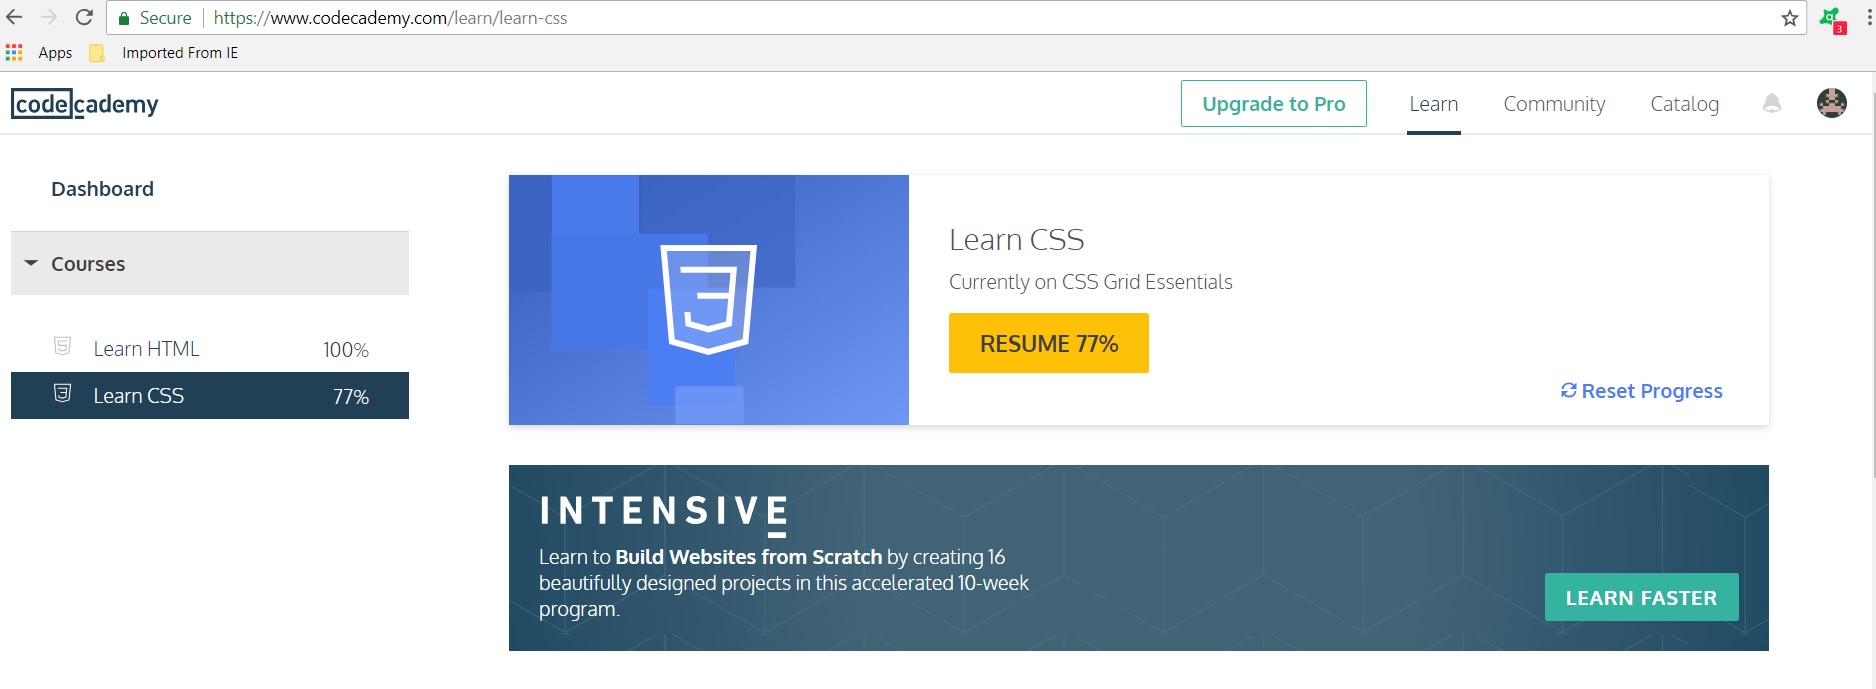 Secure https://www.codecademy.com/learn/learn-css
3
Apps Imported From IE
codecademy Upgrade to Pro Learn Community Catalog
Dashboard
Courses
Learn HTML 100%
Learn CSS 77%
Learn CSS
Currently on CSS Grid Essentials
RESUME 77%
Reset Progress
INTENSIVE
Learn to Build Websites from Scratch by creating 16
beautifully designed projects in this accelerated 10-week
program.
LEARN FASTER